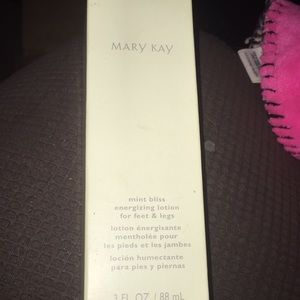 MARY KAY
mint bliss
energizing lotion
for feet & legs
lotion énergisante
mentholée pour
les pieds et les jambes
loción humectante
para pies y piernas
3 FL. OZ. / 88 mL